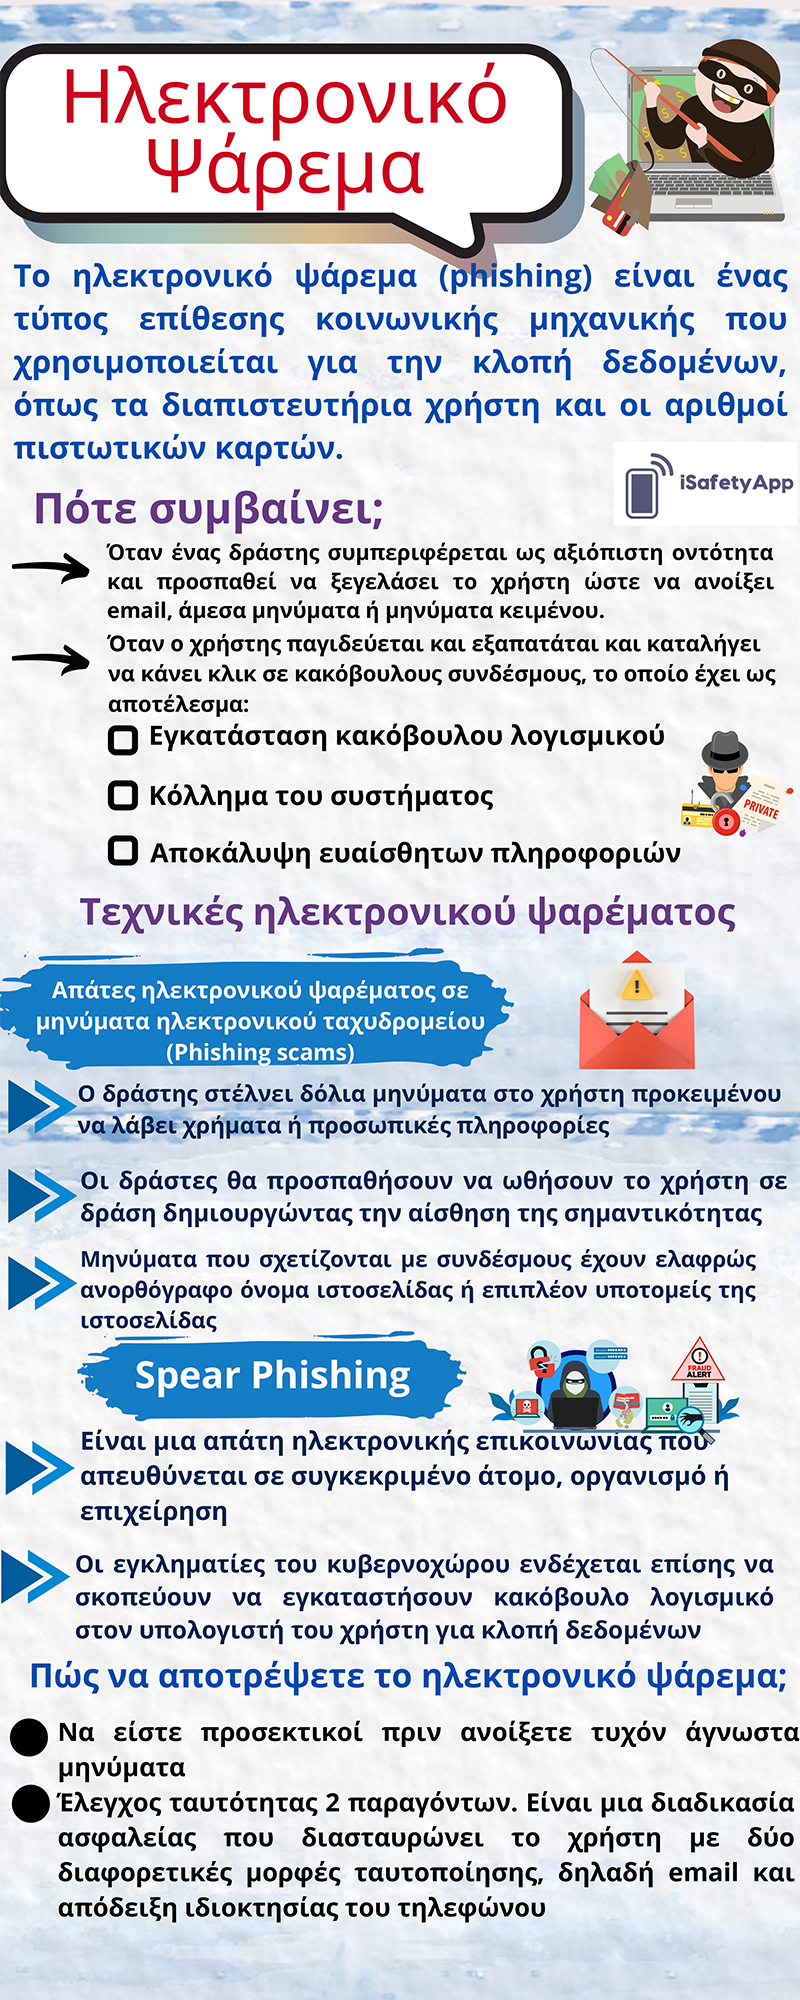 Ηλεκτρονικό
Ψάρεμα
Το ηλεκτρονικό ψάρεμα (phishing) είναι ένας
τύπος επίθεσης κοινωνικής μηχανικής που
χρησιμοποιείται για την κλοπή δεδομένων,
όπως τα διαπιστευτήρια χρήστη και οι αριθμοί
πιστωτικών καρτών.
iSafetyApp
Πότε συμβαίνει;
Όταν ένας δράστης συμπεριφέρεται ως αξιόπιστη οντότητα
και προσπαθεί να ξεγελάσει το χρήστη ώστε να ανοίξει
email, άμεσα μηνύματα ή μηνύματα κειμένου.
Όταν ο χρήστης παγιδεύεται και εξαπατάται και καταλήγει
να κάνει κλικ σε κακόβουλους συνδέσμους, το οποίο έχει ως
αποτέλεσμα:
Εγκατάσταση κακόβουλου λογισμικού
Κόλλημα του συστήματος
PRIVATE
Αποκάλυψη ευαίσθητων πληροφοριών
Τεχνικές ηλεκτρονικού ψαρέματος
Απάτες ηλεκτρονικού ψαρέματος σε
μηνύματα ηλεκτρονικού ταχυδρομείου
(Phishing scams)
Ο δράστης στέλνει δόλια μηνύματα στο χρήστη προκειμένου
να λάβει χρήματα ή προσωπικές πληροφορίες
Οι δράστες θα προσπαθήσουν να ωθήσουν το χρήστη σε
δράση δημιουργώντας την αίσθηση της σημαντικότητας
Μηνύματα που σχετίζονται με συνδέσμους έχουν ελαφρώς
ανορθόγραφο όνομα ιστοσελίδας ή επιπλέον υποτομείς της
ιστοσελίδας
Spear Phishing
FRAUD
ALERT
Είναι μια απάτη ηλεκτρονικής επικοινωνίας που
απευθύνεται σε συγκεκριμένο άτομο, οργανισμό ή
επιχείρηση
Οι εγκληματίες του κυβερνοχώρου ενδέχεται επίσης να
σκοπεύουν να εγκαταστήσουν κακόβουλο λογισμικό
στον υπολογιστή του χρήστη για κλοπή δεδομένων
Πώς να αποτρέψετε το ηλεκτρονικό ψάρεμα;
Να είστε προσεκτικοί πριν ανοίξετε τυχόν άγνωστα
μηνύματα
Έλεγχος ταυτότητας 2 παραγόντων. Είναι μια διαδικασία
ασφαλείας που διασταυρώνει το χρήστη με δύο
διαφορετικές μορφές ταυτοποίησης, δηλαδή email και
απόδειξη ιδιοκτησίας του τηλεφώνου